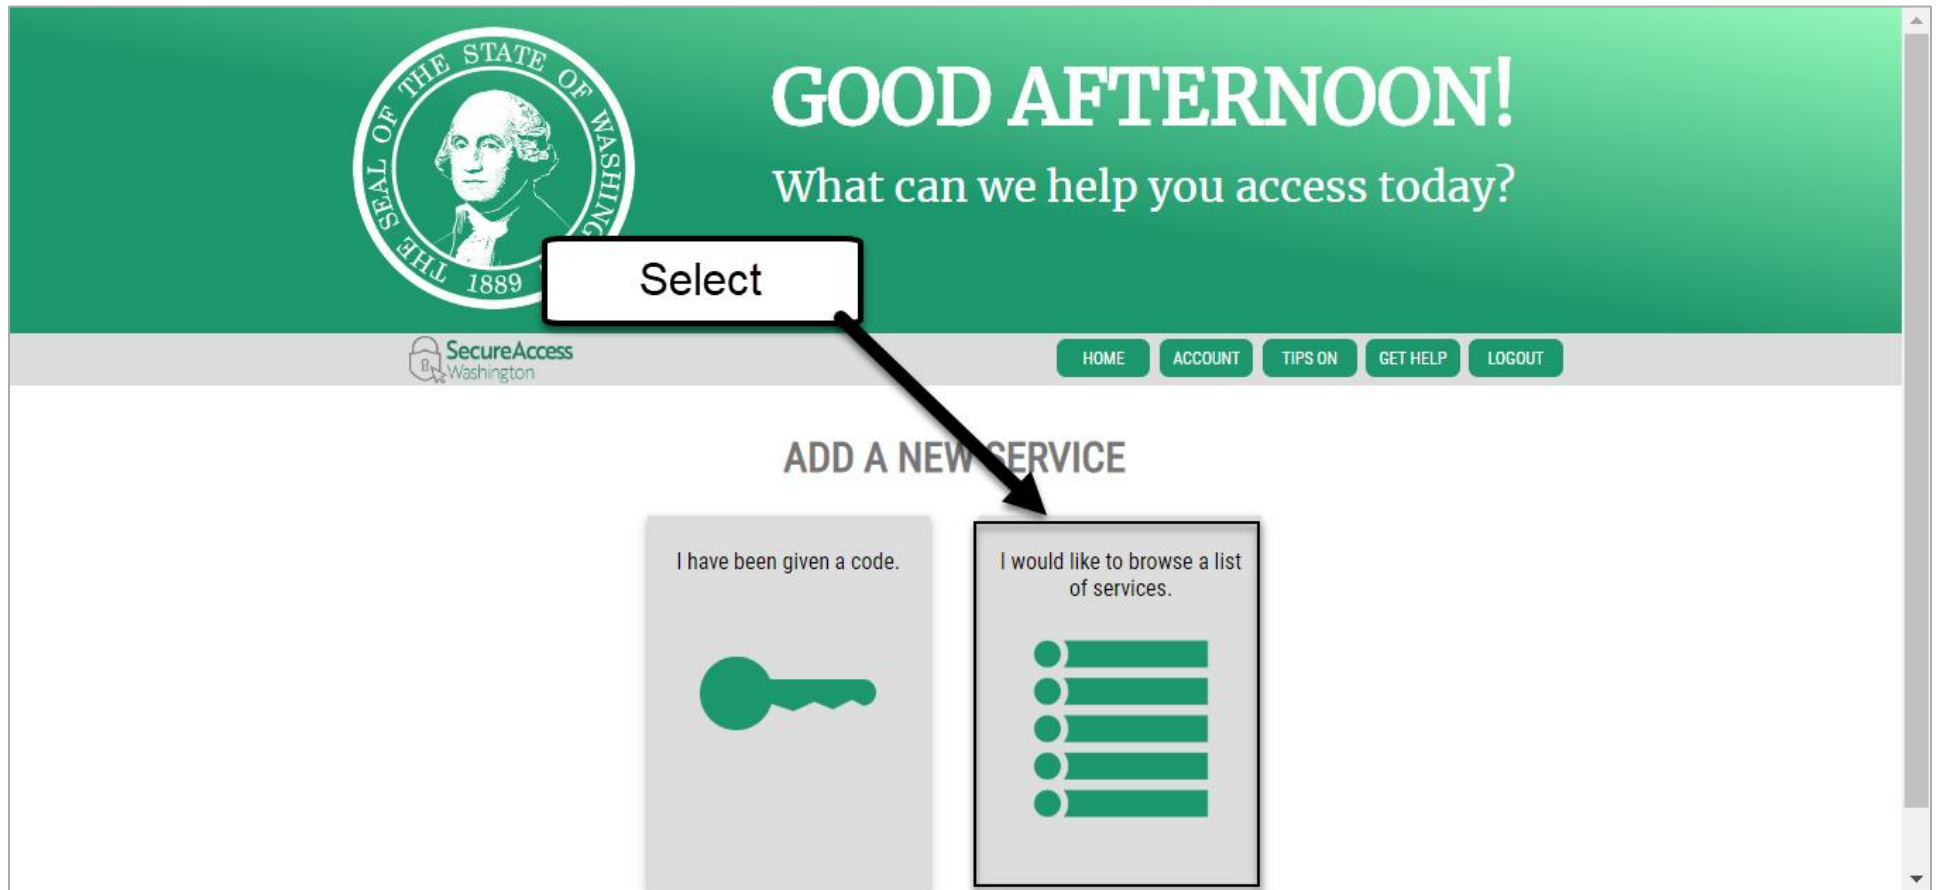 THE SEAL OF THE STATE OF WASHING
1889
GOOD AFTERNOON!
What can we help you access today?
Select
SecureAccess
Washington
HOME
ACCOUNT
TIPS ON
GET HELP
LOGOUT
ADD A NEW SERVICE
I have been given a code.
I would like to browse a list
of services.